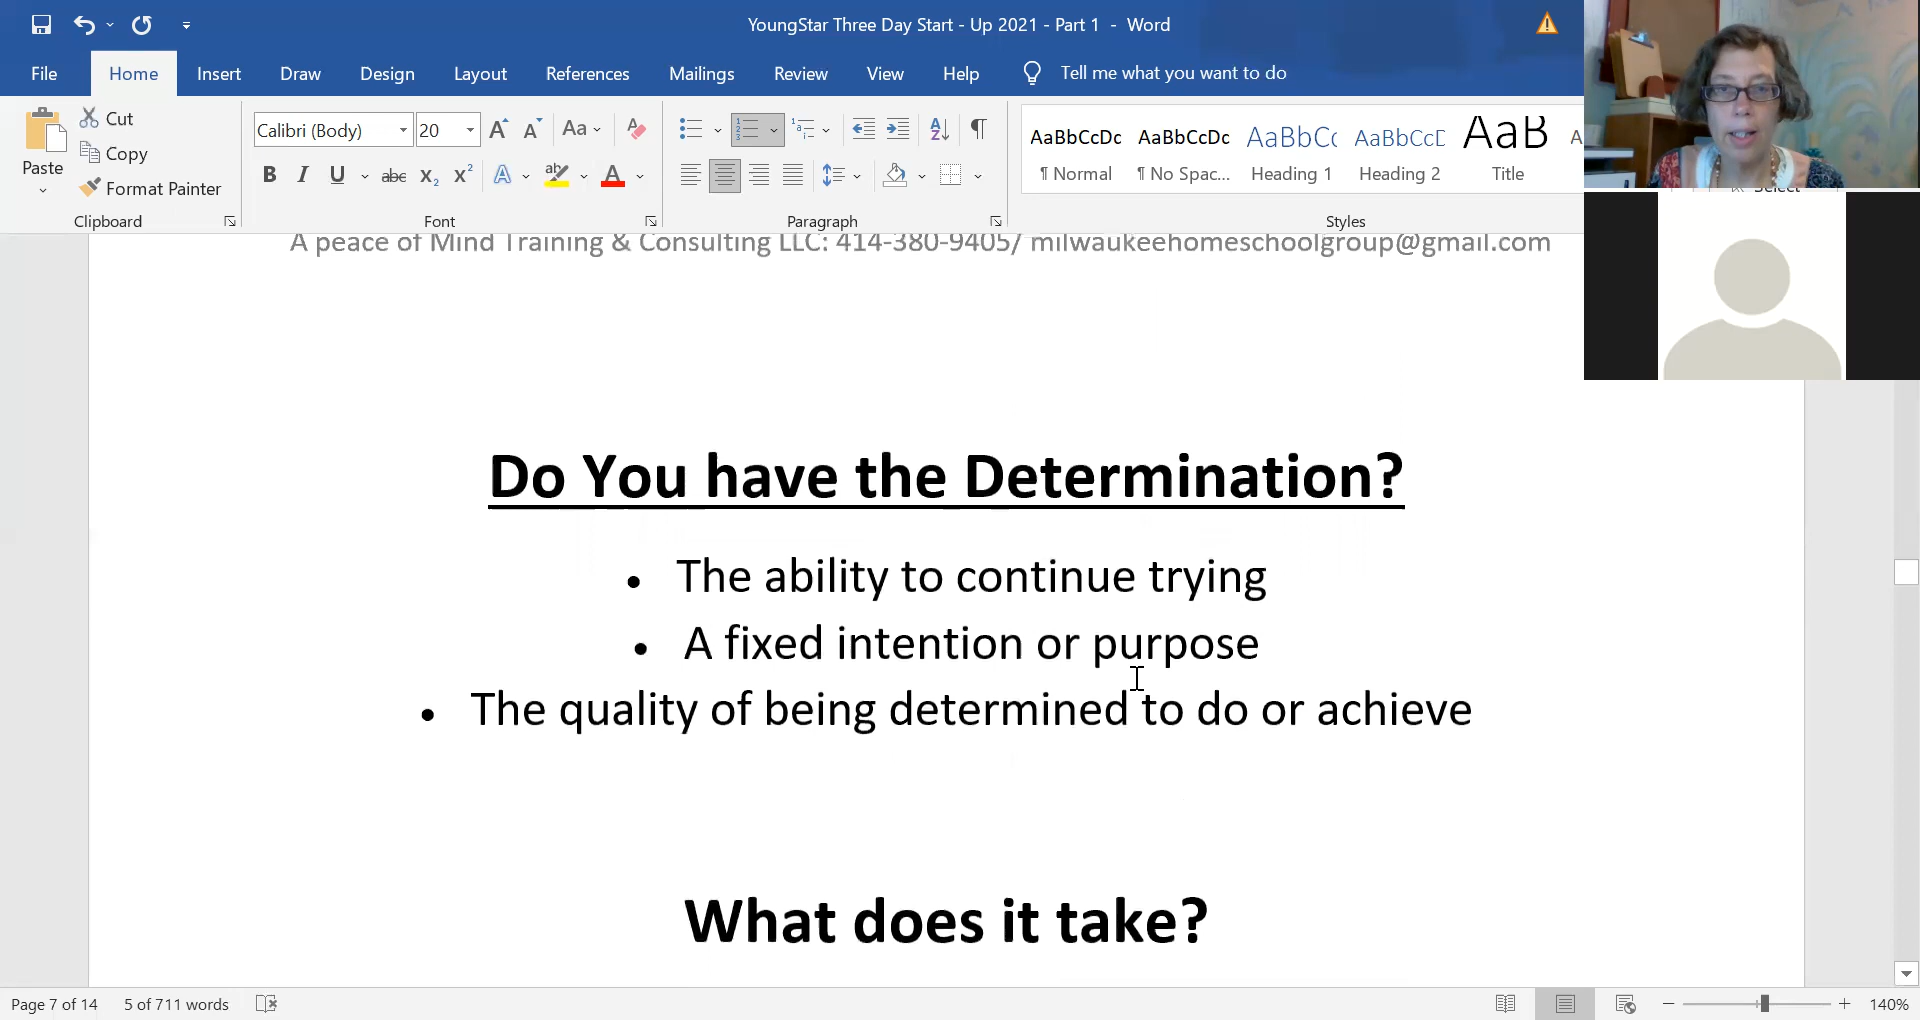 YoungStar Three Day Start - Up 2021 - Part 1 - Word
File Home Insert Draw Design Layout References Mailings Review View Help Tell me what you want to do
Paste
Cut
Copy
Format Painter
Clipboard
Calibri (Body) 20
Font
Paragraph
AaBbCcDc AaBbCcDc AaBbCc AaBbCcD AaB
¶ Normal ¶ No Spac... Heading 1 Heading 2 Title
Select
Styles
A peace of Mind Training & Consulting LLC: 414-380-9405/ milwaukeehomeschoolgroup@gmail.com
Do You have the Determination?
• The ability to continue trying
• A fixed intention or purpose
• The quality of being determined to do or achieve
What does it take?
Page 7 of 14 5 of 711 words 140%